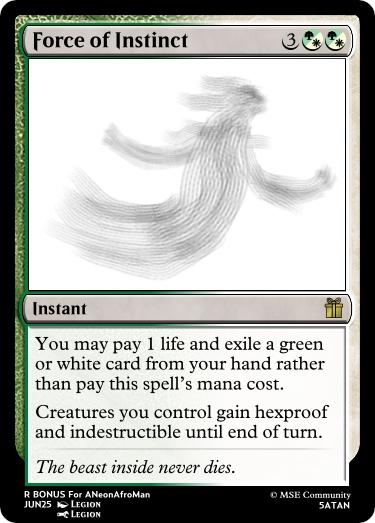 Force of Instinct 3
Instant
You may pay 1 life and exile a green
or white card from your hand rather
than pay this spell's mana cost.
Creatures you control gain hexproof
and indestructible until end of turn.
The beast inside never dies.
R BONUS For ANeonAfroMan © MSE Community
JUN25 Legion 5ATAN
Legion